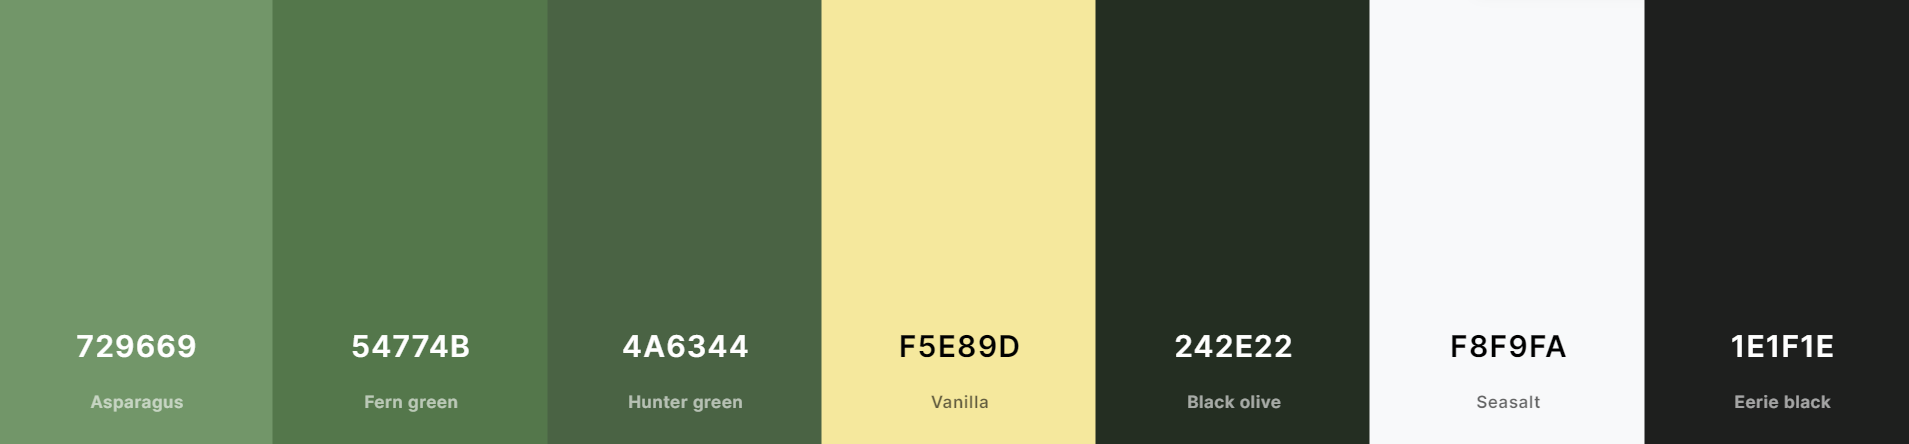 729669
Asparagus
54774B
Fern green
4A6344
Hunter green
F5E89D
Vanilla
242E22
Black olive
F8F9FA
Seasalt
1E1F1E
Eerie black